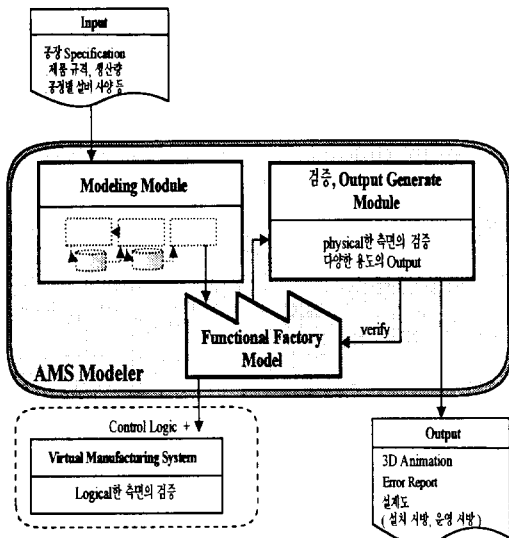 Input
공장 Specification
제품 규격, 생산량
공정별 설비 사양 등
Modeling Module
검증, Output Generate
Module
physical한 측면의 검증
다양한 용도의 Output
Functional Factory
Model
verify
AMS Modeler
Control Logic +
Virtual Manufacturing System
Logical한 측면의 검증
Output
3D Animation
Error Report
설계도
( 설치 시방, 운영 시방 )